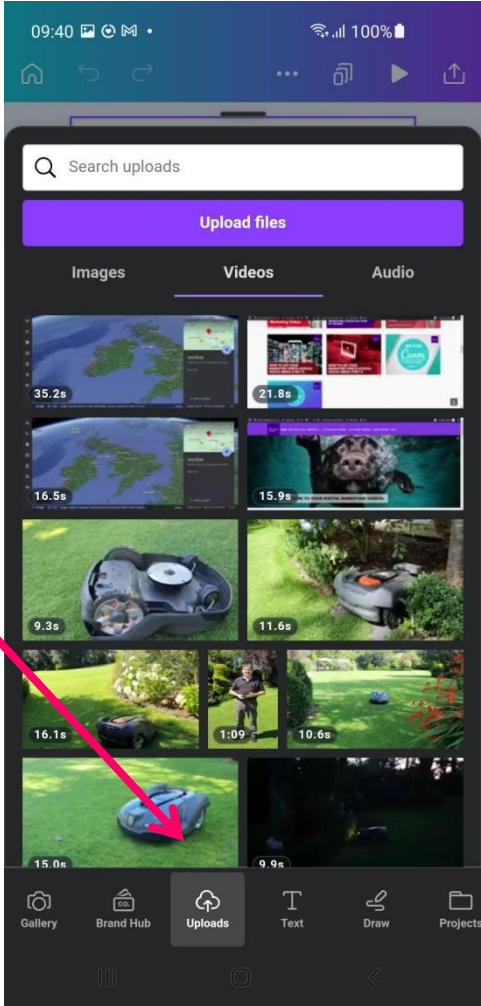 09:40 100%
Search uploads
Upload files
Images Videos Audio
35.2s 21.8s
16.5s 15.9s
9.3s 11.6s
16.1s 1:09 10.6s
15.0s 9.9s
CO.
Gallery Brand Hub Uploads Text Draw Projects